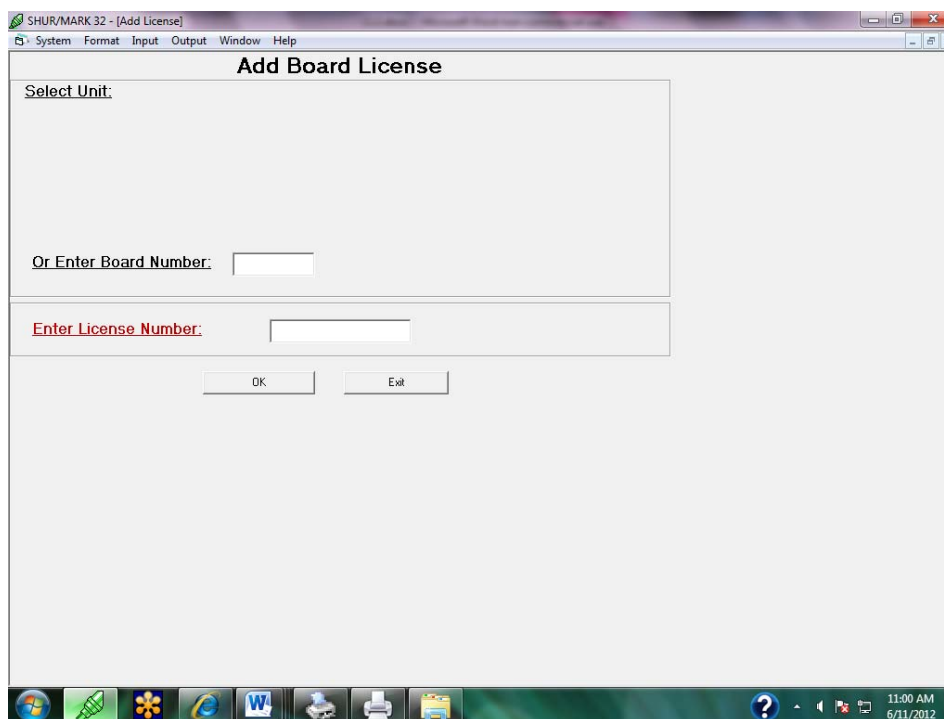 SHUR/MARK 32 - [Add License]
System Format Input Output Window Help
Add Board License
Select Unit:
Or Enter Board Number:
Enter License Number:
OK Exit
11:00 AM
6/11/2012